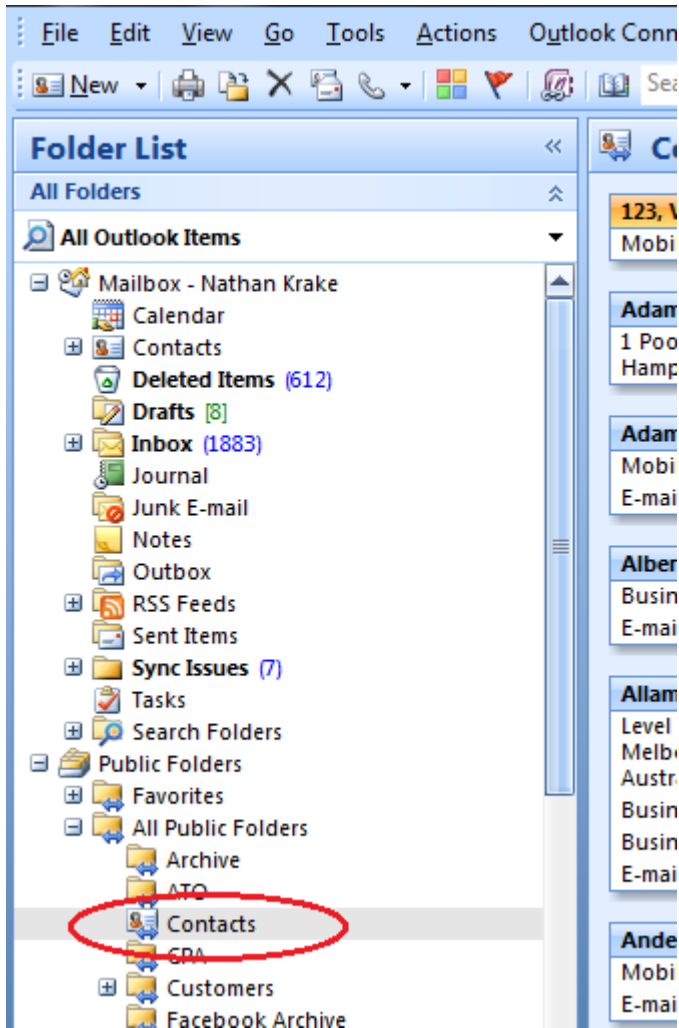 File Edit View Go Tools Actions Outlook Conn
New Sea
Folder List «
All Folders
All Outlook Items
Mailbox - Nathan Krake
Calendar
Contacts
Deleted Items (612)
Drafts [8]
Inbox (1883)
Journal
Junk E-mail
Notes
Outbox
RSS Feeds
Sent Items
Sync Issues (7)
Tasks
Search Folders
Public Folders
Favorites
All Public Folders
Archive
ATO
Contacts
CPA
Customers
Facebook Archive
Co
123, V
Mobi
Adam
1 Poo
Hamp
Adam
Mobi
E-mai
Alber
Busin
E-mai
Allam
Level
Melbo
Austra
Busin
Busin
E-mai
Ande
Mobi
E-mai